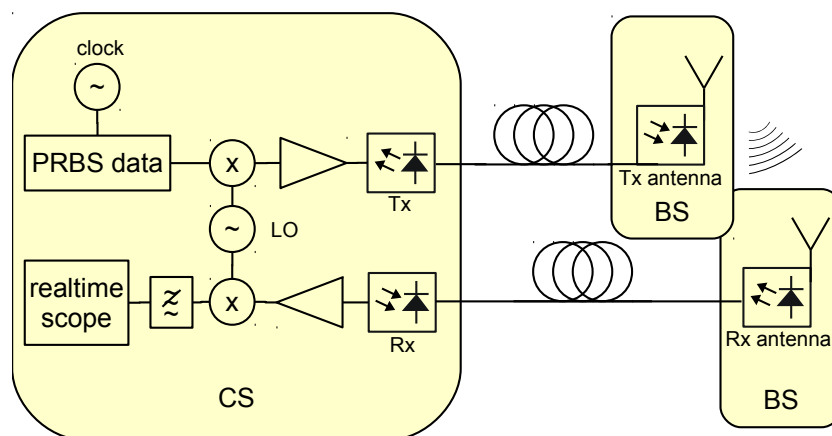 clock
~
PRBS data
x
Tx
Tx antenna
BS
~
LO
realtime
scope
x
Rx
Rx antenna
CS
BS